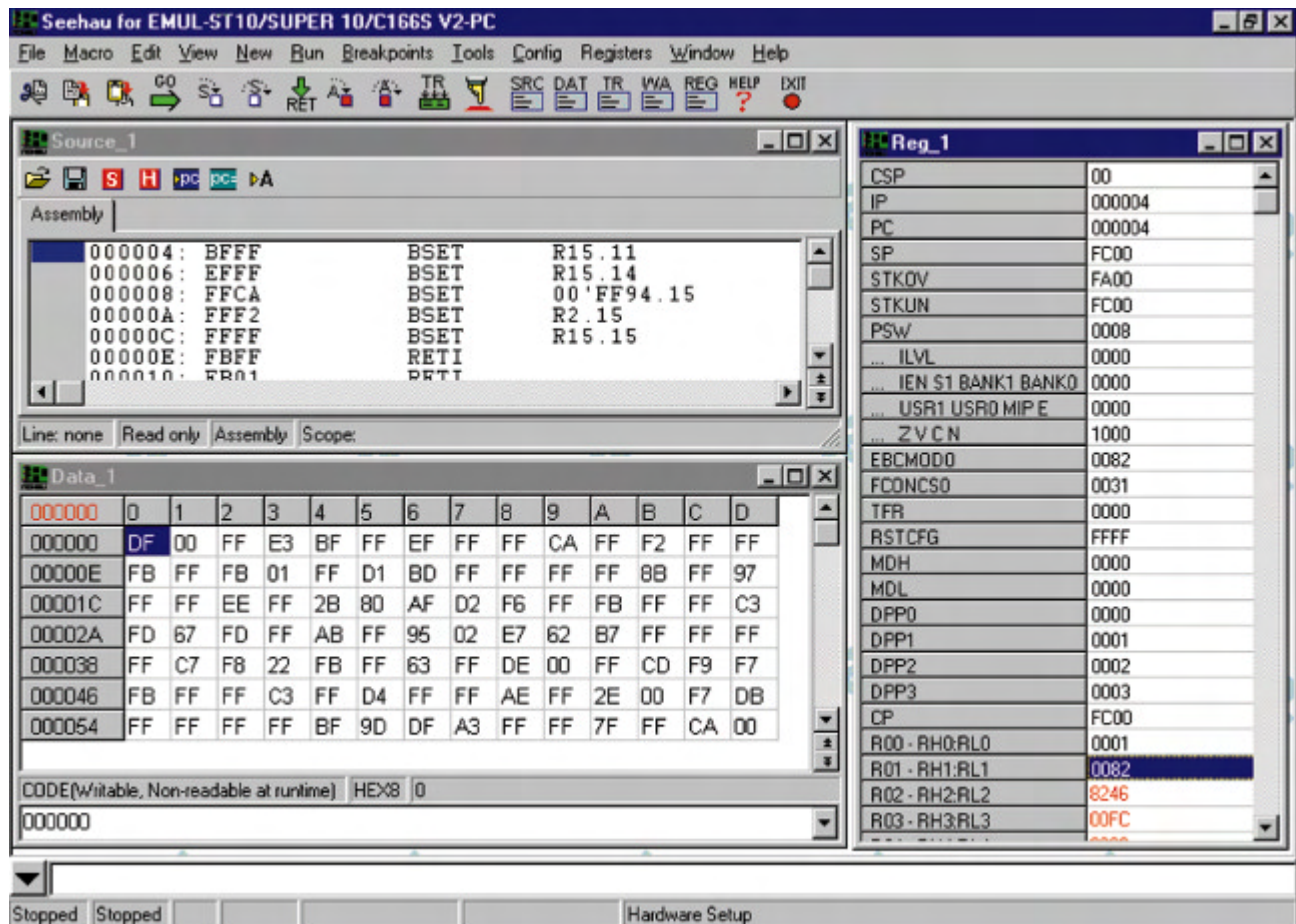 Seehau for EMUL-ST10/SUPER 10/C166S V2-PC
File Macro Edit View New Run Breakpoints Tools Config Registers Window Help
GO S S RET A A TR SRC DAT TR WA REG HELP EXIT
Source_1
S H PC PC= A
Assembly
000004: BFFF BSET R15.11
000006: EFFF BSET R15.14
000008: FFCA BSET 00'FF94.15
00000A: FFF2 BSET R2.15
00000C: FFFF BSET R15.15
00000E: FBFF RETI
000010: FB01 RETI
Line: none Read only Assembly Scope:
Data_1
000000 0 1 2 3 4 5 6 7 8 9 A B C D
000000 DF 00 FF E3 BF FF EF FF FF CA FF F2 FF FF
00000E FB FF FB 01 FF D1 BD FF FF FF FF 8B FF 97
00001C FF FF EE FF 2B 80 AF D2 F6 FF FB FF FF C3
00002A FD 67 FD FF AB FF 95 02 E7 62 B7 FF FF FF
000038 FF C7 F8 22 FB FF 63 FF DE 00 FF CD F9 F7
000046 FB FF FF C3 FF D4 FF FF AE FF 2E 00 F7 DB
000054 FF FF FF FF BF 9D DF A3 FF FF 7F FF CA 00
CODE(Writable, Non-readable at runtime) HEX8 0
000000
Reg_1
CSP 00
IP 000004
PC 000004
SP FC00
STKOV FA00
STKUN FC00
PSW 0008
... ILVL 0000
... IEN S1 BANK1 BANK0 0000
... USR1 USR0 MIP E 0000
... Z V C N 1000
EBCMOD0 0082
FCONCS0 0031
TFR 0000
RSTCFG FFFF
MDH 0000
MDL 0000
DPP0 0000
DPP1 0001
DPP2 0002
DPP3 0003
CP FC00
R00 - RH0:RL0 0001
R01 - RH1:RL1 0082
R02 - RH2:RL2 8246
R03 - RH3:RL3 00FC
Stopped Stopped Hardware Setup